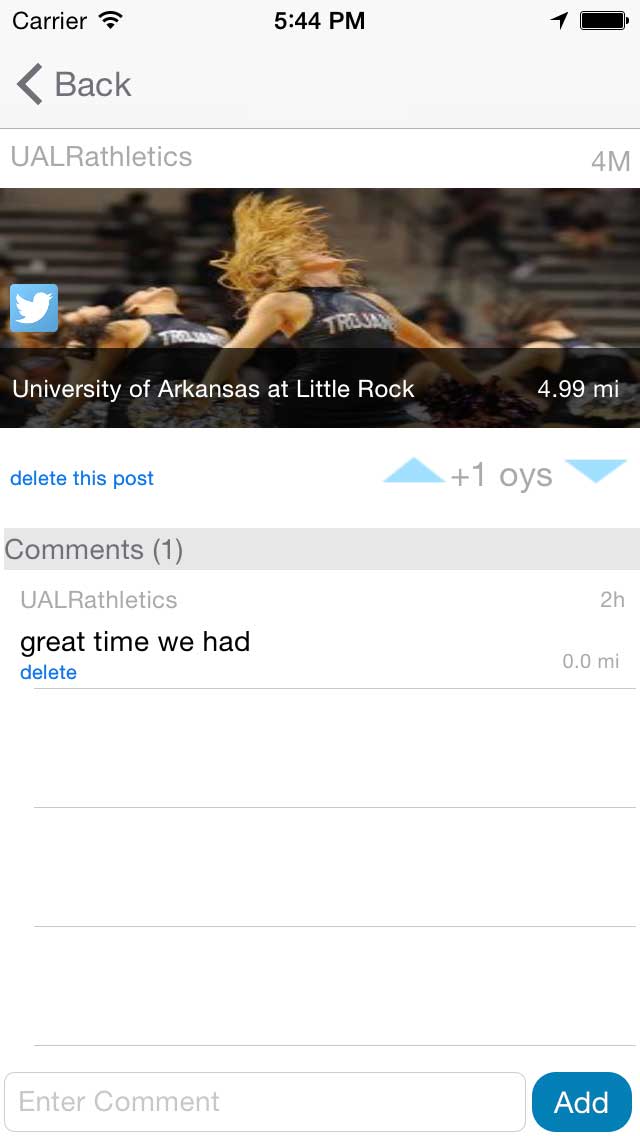 Carrier 5:44 PM
Back
UALRathletics 4M
TROJANS
TROJAN
University of Arkansas at Little Rock 4.99 mi
delete this post +1 oys
Comments (1)
UALRathletics 2h
great time we had
0.0 mi
delete
Enter Comment Add